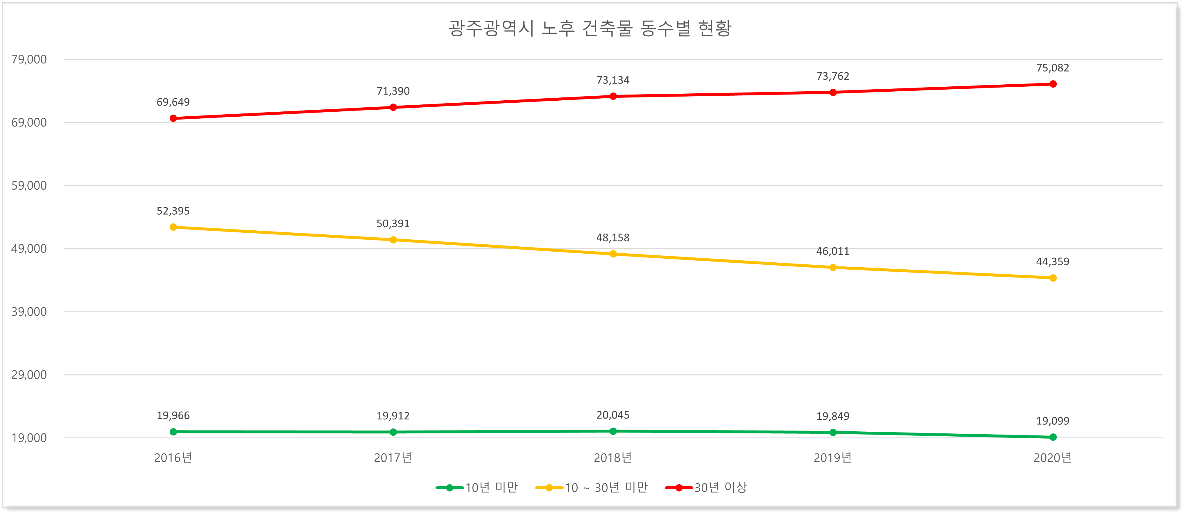 광주광역시 노후 건축물 동수별 현황
79,000
69,000
59,000
49,000
39,000
29,000
19,000
69,649
71,390
73,134
73,762
75,082
52,395
50,391
48,158
46,011
44,359
19,966
19,912
20,045
19,849
19,099
2016년
2017년
2018년
2019년
2020년
10년 미만
10 ~ 30년 미만
30년 이상